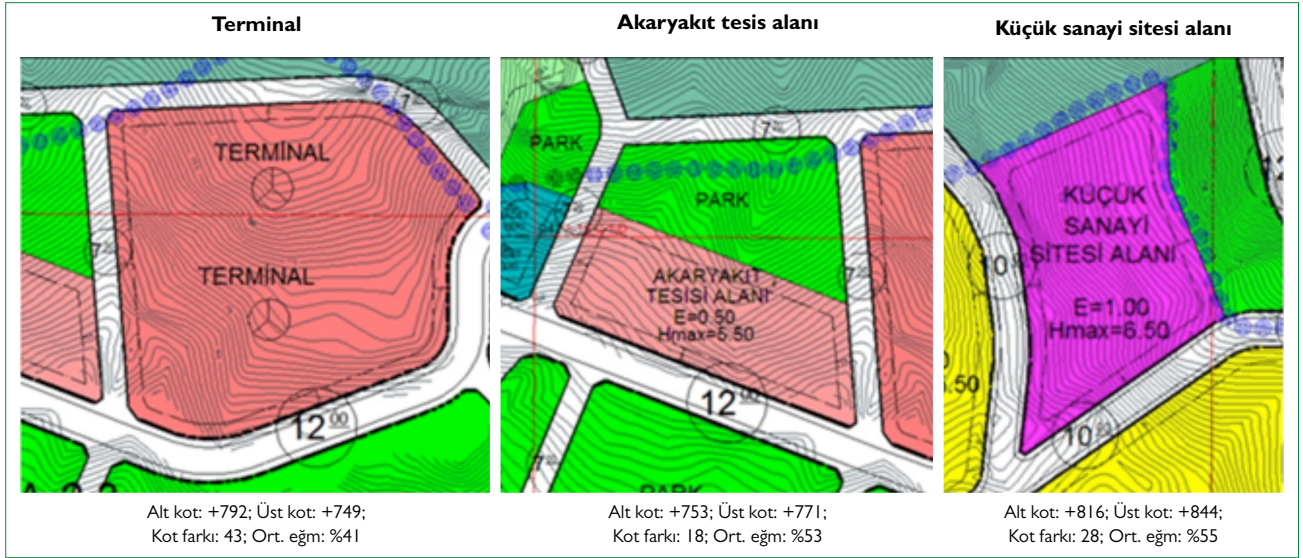 Terminal
Akaryakıt tesis alanı
Küçük sanayi sitesi alanı
TERMİNAL
TERMİNAL
12 00
PARK
PARK
7
AKARYAKIT
TESİSİ ALANI
E=0.50
Hmax=5.50
12 00
PARK
KÜÇÜK
SANAYİ
SİTESİ ALANI
E=1.00
Hmax=6.50
10
10
Alt kot: +792; Üst kot: +749;
Kot farkı: 43; Ort. eğm: %41
Alt kot: +753; Üst kot: +771;
Kot farkı: 18; Ort. eğm: %53
Alt kot: +816; Üst kot: +844;
Kot farkı: 28; Ort. eğm: %55